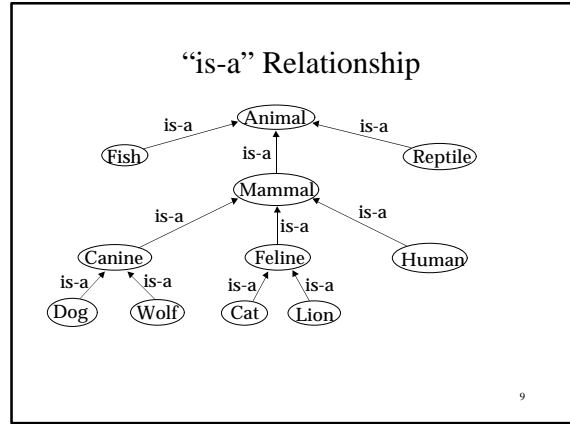 “is-a” Relationship
is-a Animal is-a
Fish is-a Reptile
Mammal
is-a is-a is-a
Canine Feline Human
is-a is-a is-a is-a
Dog Wolf Cat Lion
9